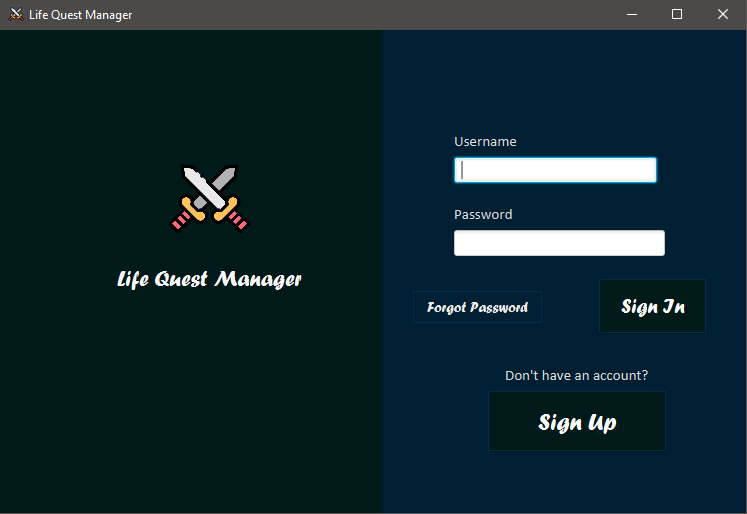 Life Quest Manager
Life Quest Manager
Username
Password
Forgot Password
Sign In
Don't have an account?
Sign Up